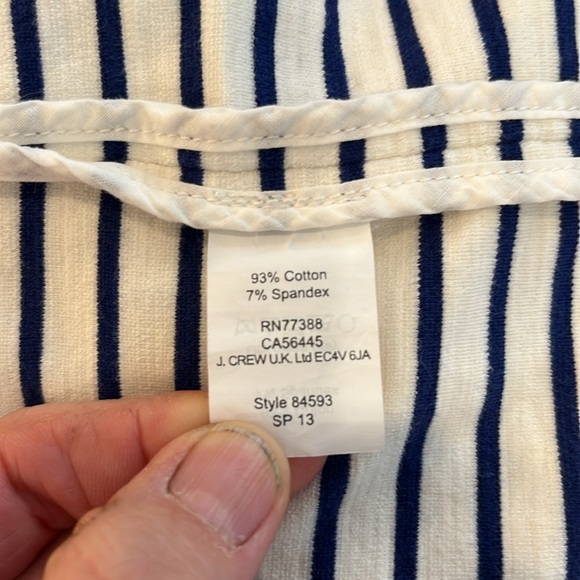 93% Cotton
7% Spandex
RN77388
CA56445
J. CREW U.K. Ltd EC4V 6JA
Style 84593
SP 13